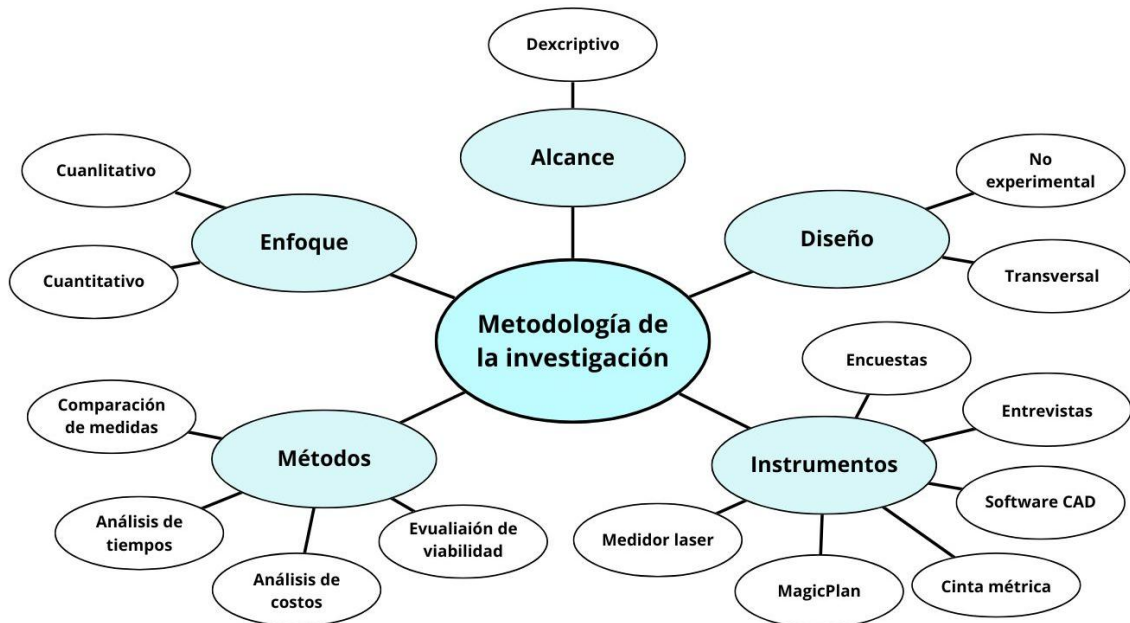 Dexcriptivo
Alcance
Cuanlitativo
Enfoque
Cuantitativo
No
experimental
Diseño
Transversal
Metodología de
la investigación
Comparación
de medidas
Métodos
Análisis de
tiempos
Análisis de
costos
Evualiaión de
viabilidad
Encuestas
Entrevistas
Instrumentos
Software CAD
Medidor laser
MagicPlan
Cinta métrica